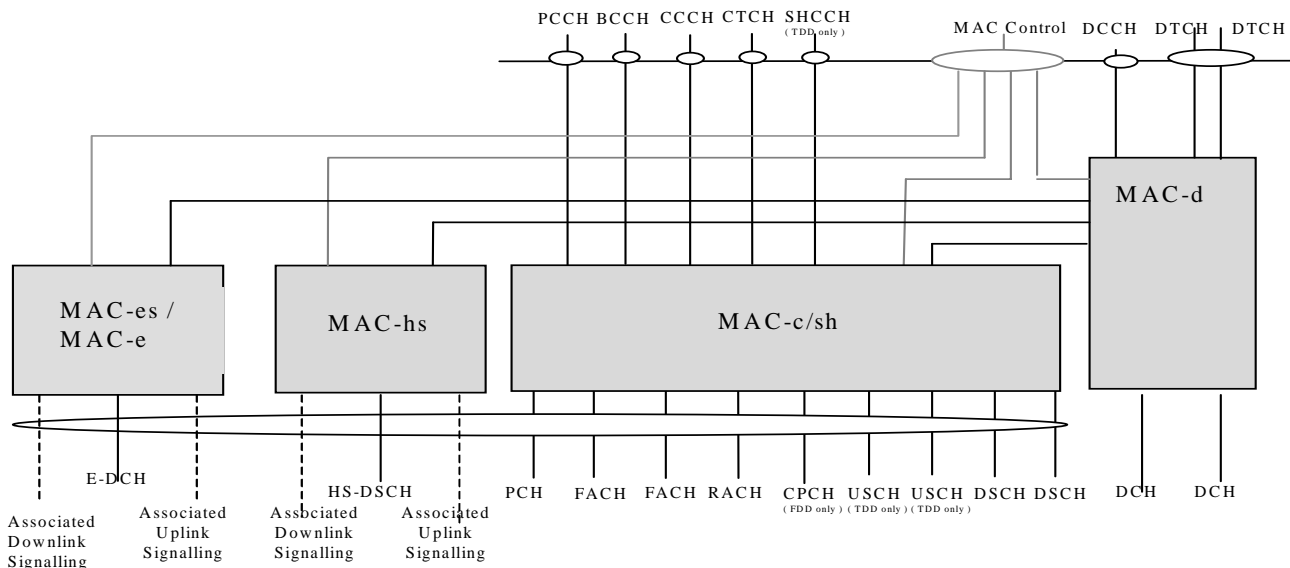 PCCH BCCH CCCH CTCH SHCCH MAC Control DCCH DTCH DTCH
( TDD only )
MAC-d
MAC-es /
MAC-e
MAC-hs
MAC-c/sh
E-DCH
HS-DSCH
PCH FACH FACH RACH CPCH USCH USCH DSCH DSCH DCH DCH
( FDD only ) ( TDD only ) ( TDD only )
Associated
Downlink
Signalling
Associated
Uplink
Signalling
Associated
Downlink
Signalling
Associated
Uplink
Signalling